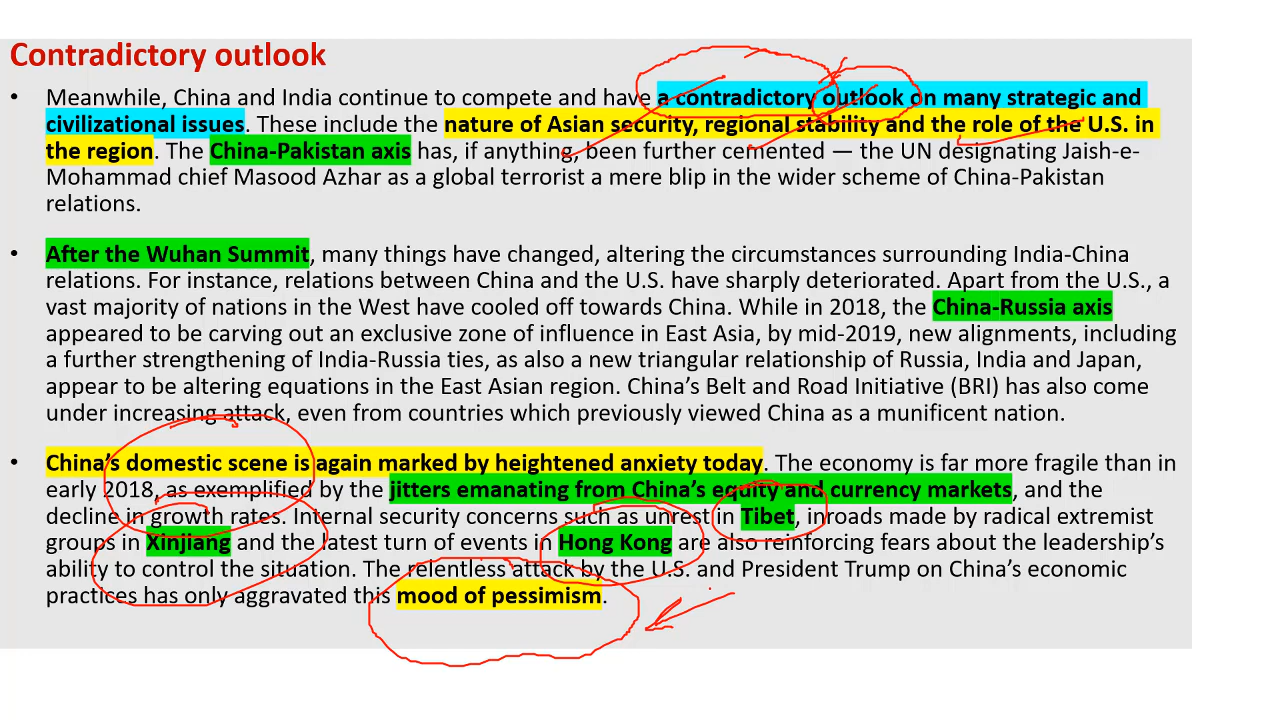 Contradictory outlook
• Meanwhile, China and India continue to compete and have a contradictory outlook on many strategic and
civilizational issues. These include the nature of Asian security, regional stability and the role of the U.S. in
the region. The China-Pakistan axis has, if anything, been further cemented — the UN designating Jaish-e-
Mohammad chief Masood Azhar as a global terrorist a mere blip in the wider scheme of China-Pakistan
relations.
• After the Wuhan Summit, many things have changed, altering the circumstances surrounding India-China
relations. For instance, relations between China and the U.S. have sharply deteriorated. Apart from the U.S., a
vast majority of nations in the West have cooled off towards China. While in 2018, the China-Russia axis
appeared to be carving out an exclusive zone of influence in East Asia, by mid-2019, new alignments, including
a further strengthening of India-Russia ties, as also a new triangular relationship of Russia, India and Japan,
appear to be altering equations in the East Asian region. China’s Belt and Road Initiative (BRI) has also come
under increasing attack, even from countries which previously viewed China as a munificent nation.
• China’s domestic scene is again marked by heightened anxiety today. The economy is far more fragile than in
early 2018, as exemplified by the jitters emanating from China’s equity and currency markets, and the
decline in growth rates. Internal security concerns such as unrest in Tibet, inroads made by radical extremist
groups in Xinjiang and the latest turn of events in Hong Kong are also reinforcing fears about the leadership’s
ability to control the situation. The relentless attack by the U.S. and President Trump on China’s economic
practices has only aggravated this mood of pessimism.